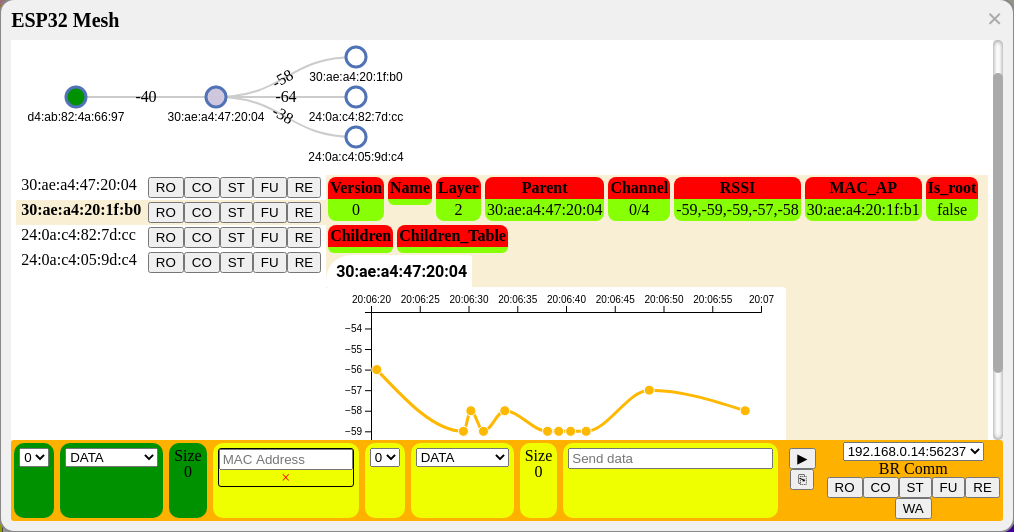 ESP32 Mesh ×
30:ae:a4:20:1f:b0
-58
d4:ab:82:4a:66:97 -40 30:ae:a4:47:20:04 -64 24:0a:c4:82:7d:cc
-38
24:0a:c4:05:9d:c4
30:ae:a4:47:20:04 RO CO ST FU RE
30:ae:a4:20:1f:b0 RO CO ST FU RE
24:0a:c4:82:7d:cc RO CO ST FU RE
24:0a:c4:05:9d:c4 RO CO ST FU RE
Version Name Layer Parent Channel RSSI MAC_AP Is_root
0 2 30:ae:a4:47:20:04 0/4 -59,-59,-59,-57,-58 30:ae:a4:20:1f:b1 false
Children Children_Table
30:ae:a4:47:20:04
20:06:20 20:06:25 20:06:30 20:06:35 20:06:40 20:06:45 20:06:50 20:06:55 20:07
−54
−55
−56
−57
−58
−59
0 DATA Size 0
MAC Address
×
0 DATA Size 0
Send data
▶
⎘
192.168.0.14:56237
BR Comm
RO CO ST FU RE
WA